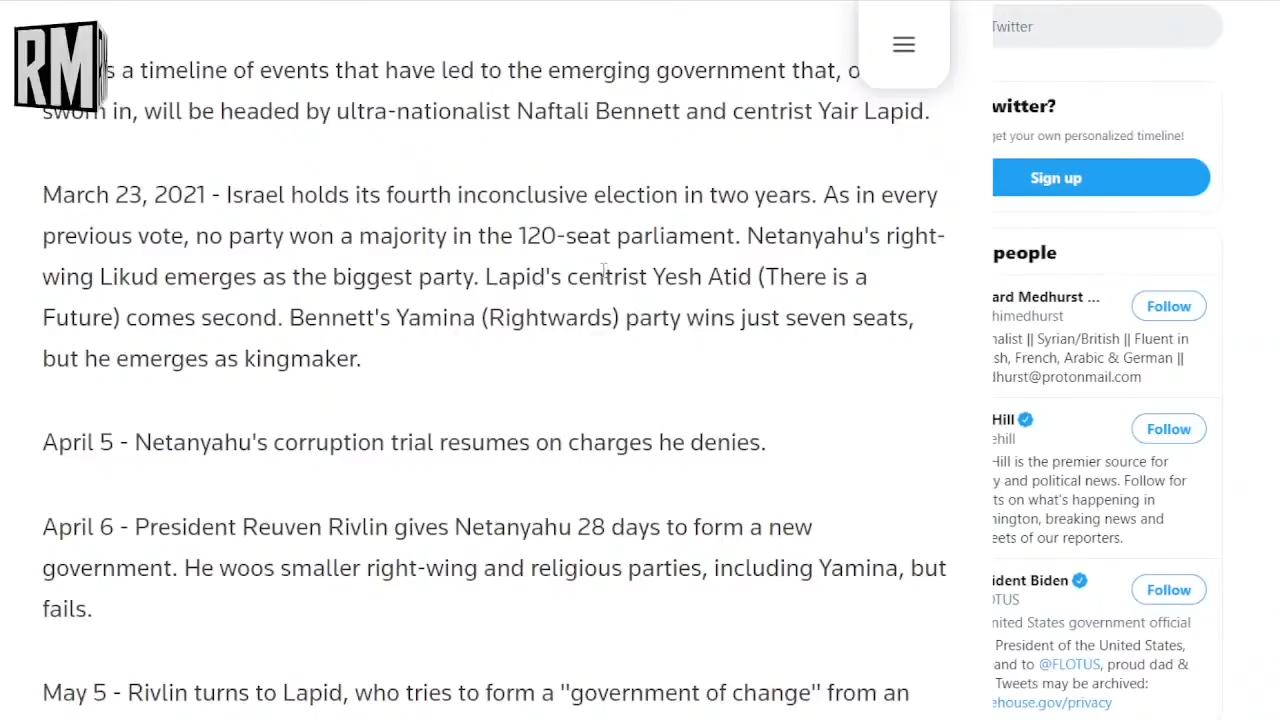 RM
s a timeline of events that have led to the emerging government that,
sworn in, will be headed by ultra-nationalist Naftali Bennett and centrist Yair Lapid.
March 23, 2021 - Israel holds its fourth inconclusive election in two years. As in every
previous vote, no party won a majority in the 120-seat parliament. Netanyahu's right-
wing Likud emerges as the biggest party. Lapid's centrist Yesh Atid (There is a
Future) comes second. Bennett's Yamina (Rightwards) party wins just seven seats,
but he emerges as kingmaker.
April 5 - Netanyahu's corruption trial resumes on charges he denies.
April 6 - President Reuven Rivlin gives Netanyahu 28 days to form a new
government. He woos smaller right-wing and religious parties, including Yamina, but
fails.
May 5 - Rivlin turns to Lapid, who tries to form a "government of change" from an
Twitter
witter?
get your own personalized timeline!
Sign up
people
ard Medhurst ...
himedhurst
Follow
nalist || Syrian/British || Fluent in
sh, French, Arabic & German ||
dhurst@protonmail.com
Hill
ehill
Follow
Hill is the premier source for
y and political news. Follow for
ts on what's happening in
hington, breaking news and
eets of our reporters.
ident Biden
OTUS
Follow
nited States government official
President of the United States,
and to @FLOTUS, proud dad &
Tweets may be archived:
ehouse.gov/privacy